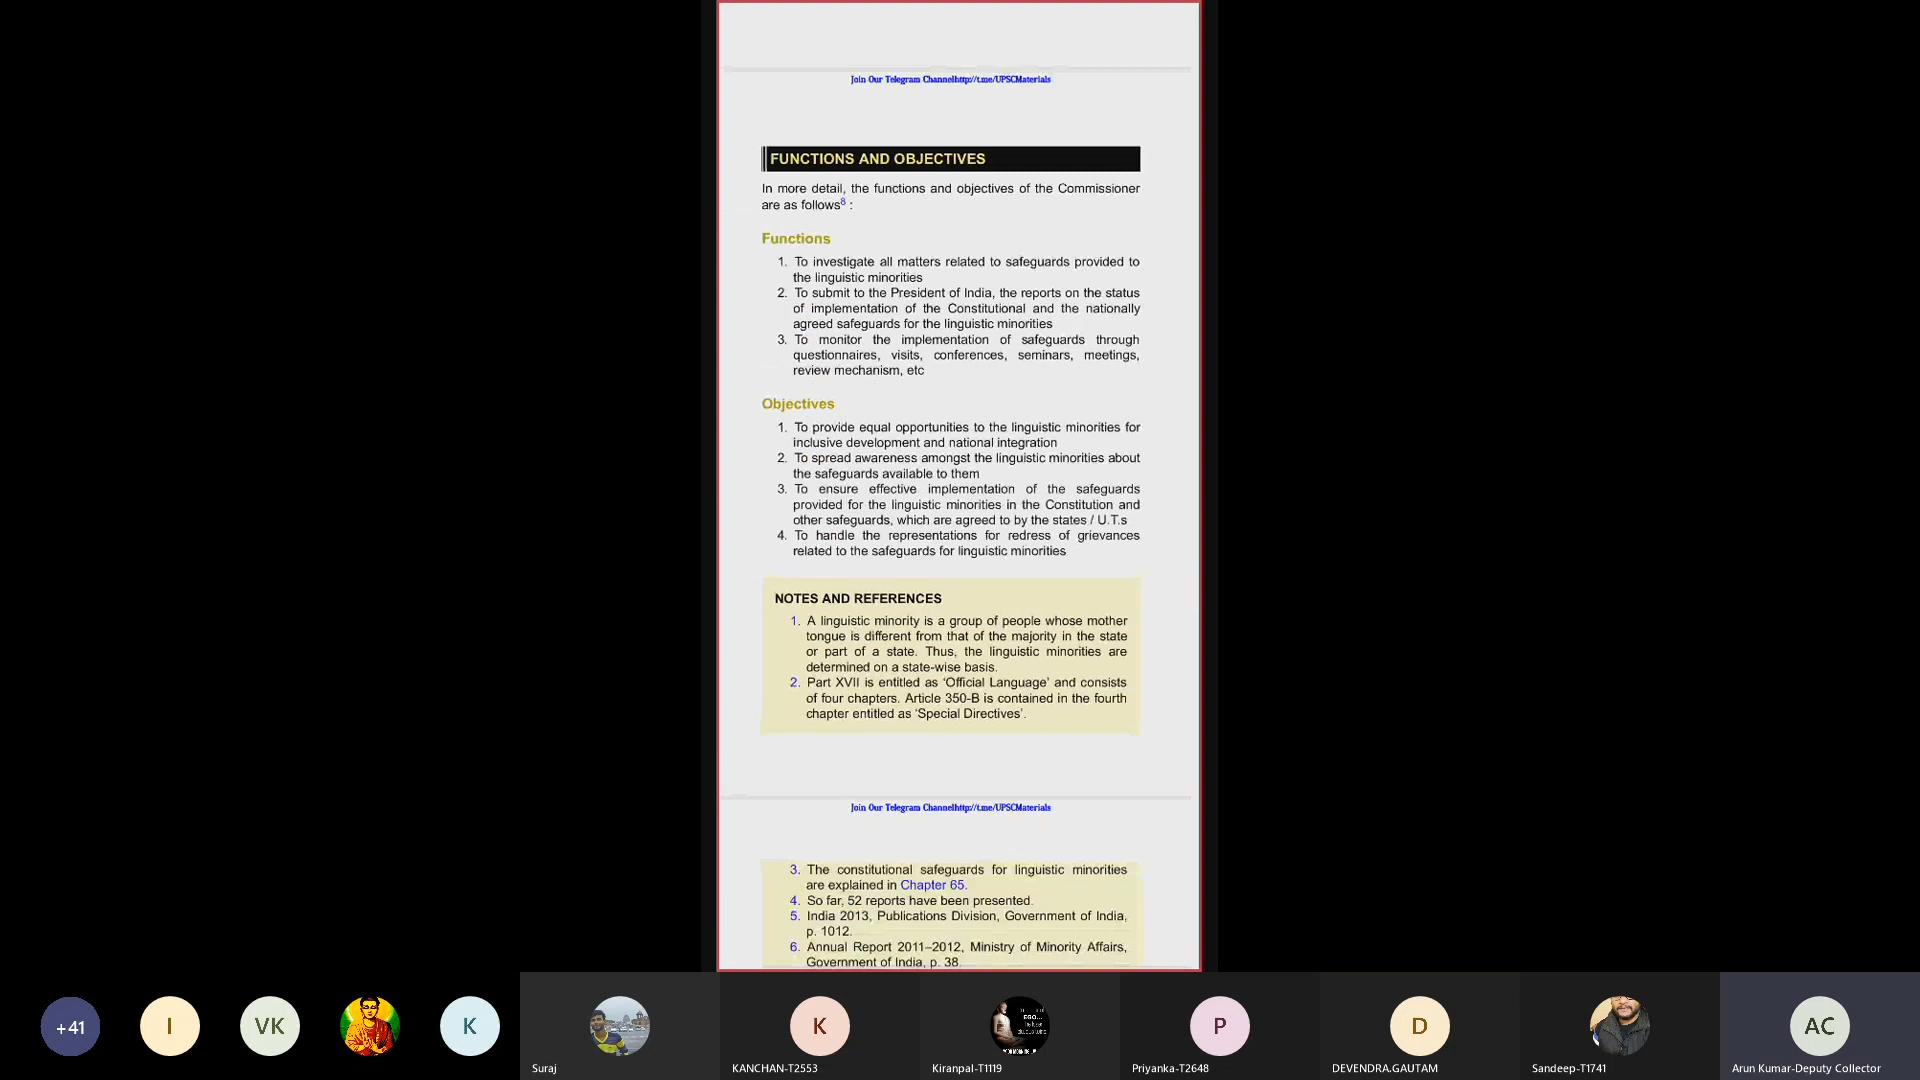 Join Our Telegram Channelhttp://t.me/UPSCMaterials
FUNCTIONS AND OBJECTIVES
In more detail, the functions and objectives of the Commissioner
are as follows8 :
Functions
1. To investigate all matters related to safeguards provided to
the linguistic minorities
2. To submit to the President of India, the reports on the status
of implementation of the Constitutional and the nationally
agreed safeguards for the linguistic minorities
3. To monitor the implementation of safeguards through
questionnaires, visits, conferences, seminars, meetings,
review mechanism, etc
Objectives
1. To provide equal opportunities to the linguistic minorities for
inclusive development and national integration
2. To spread awareness amongst the linguistic minorities about
the safeguards available to them
3. To ensure effective implementation of the safeguards
provided for the linguistic minorities in the Constitution and
other safeguards, which are agreed to by the states / U.T.s
4. To handle the representations for redress of grievances
related to the safeguards for linguistic minorities
NOTES AND REFERENCES
1. A linguistic minority is a group of people whose mother
tongue is different from that of the majority in the state
or part of a state. Thus, the linguistic minorities are
determined on a state-wise basis.
2. Part XVII is entitled as ‘Official Language’ and consists
of four chapters. Article 350-B is contained in the fourth
chapter entitled as ‘Special Directives’.
Join Our Telegram Channelhttp://t.me/UPSCMaterials
3. The constitutional safeguards for linguistic minorities
are explained in Chapter 65.
4. So far, 52 reports have been presented.
5. India 2013, Publications Division, Government of India,
p. 1012.
6. Annual Report 2011–2012, Ministry of Minority Affairs,
Government of India, p. 38.
+41
I
VK
K
K
EGO...
P
D
AC
Suraj
KANCHAN-T2553
Kiranpal-T1119
Priyanka-T2648
DEVENDRA.GAUTAM
Sandeep-T1741
Arun Kumar-Deputy Collector